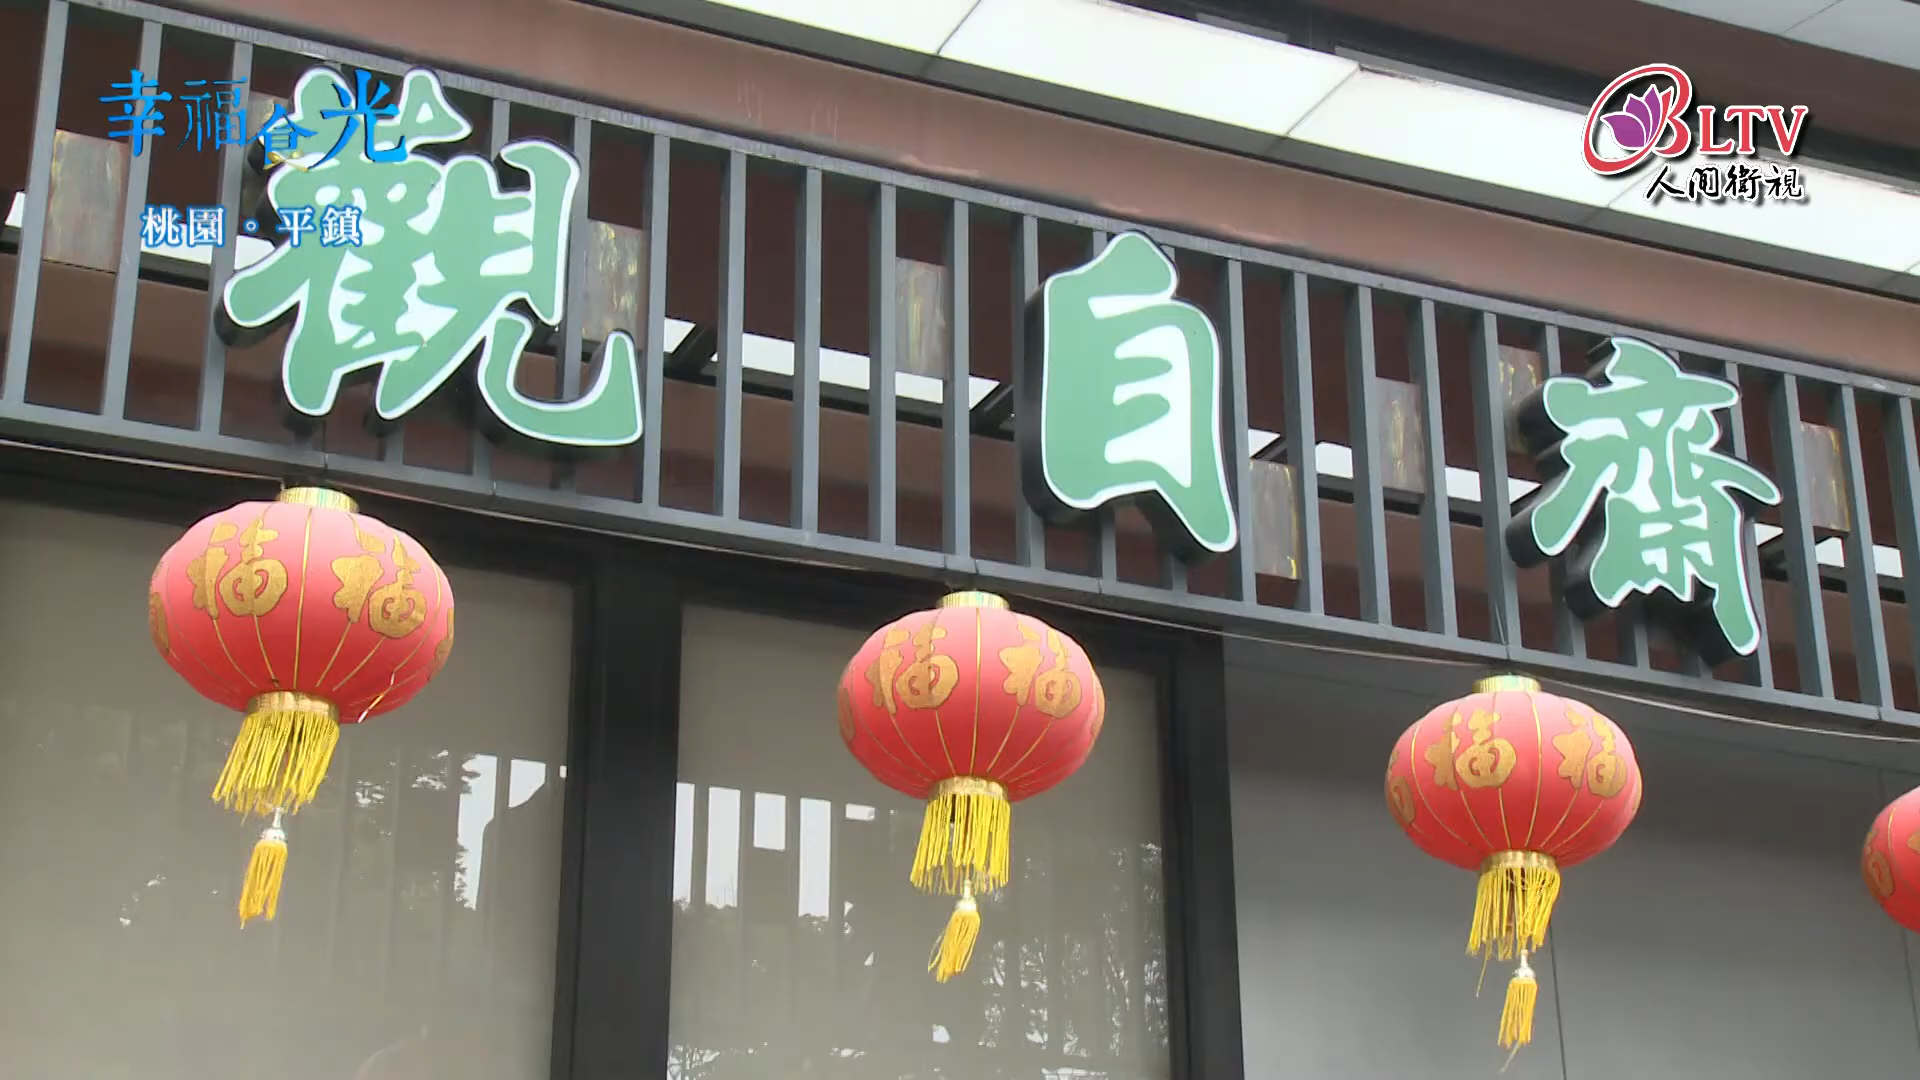 幸福食光
桃園・平鎮
BLTV
人間衛視
觀自齋
福 福
福 福
福 福